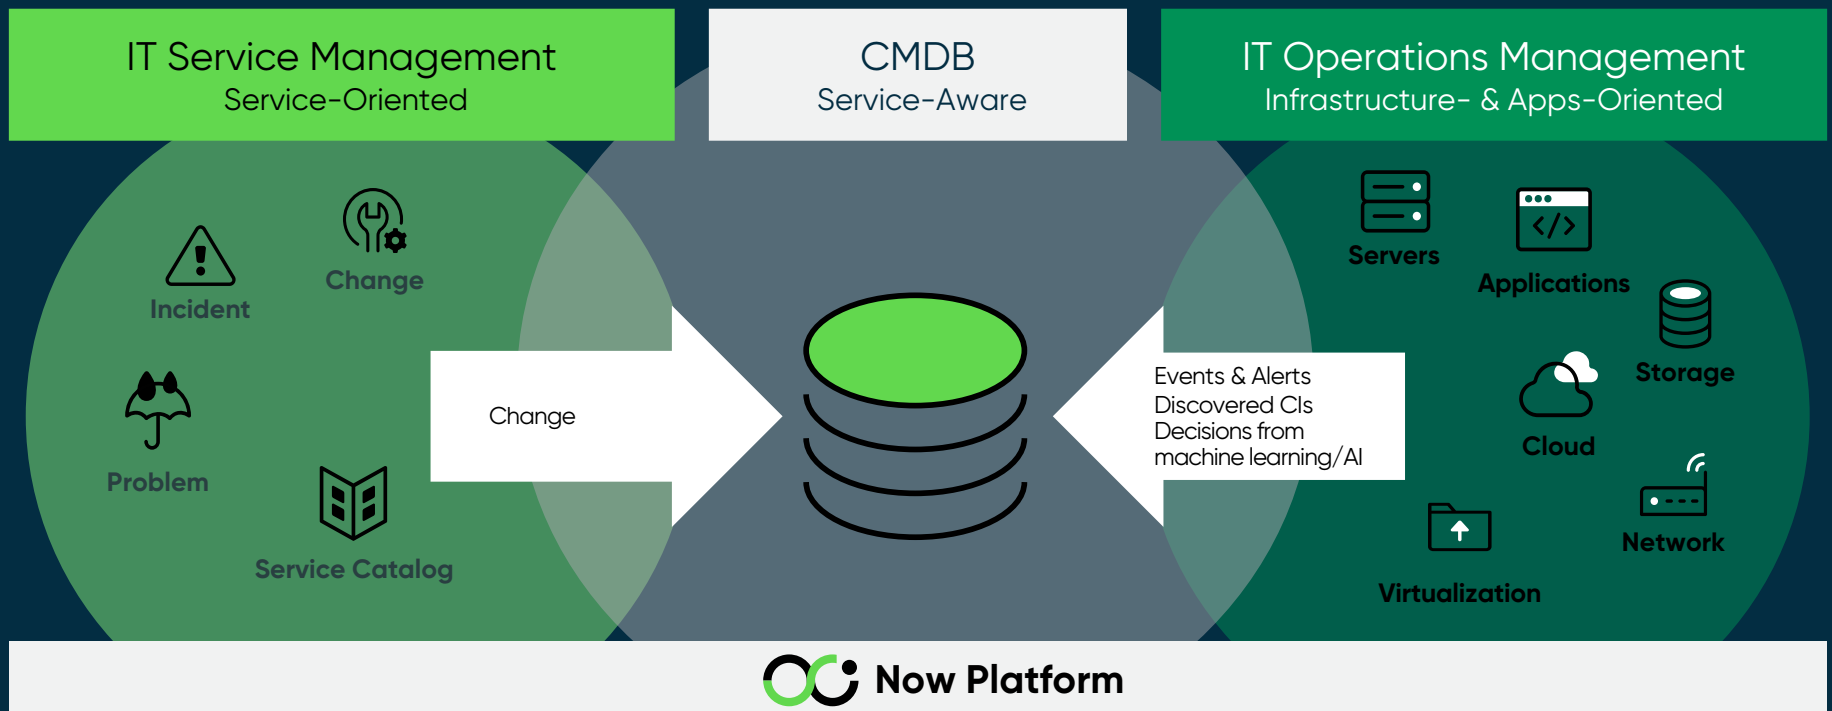 IT Service Management
Service-Oriented
CMDB
Service-Aware
IT Operations Management
Infrastructure- & Apps-Oriented
Incident
Change
Problem
Service Catalog
Change
Events & Alerts
Discovered CIs
Decisions from
machine learning/AI
Servers
Applications
Storage
Cloud
Network
Virtualization
Now Platform